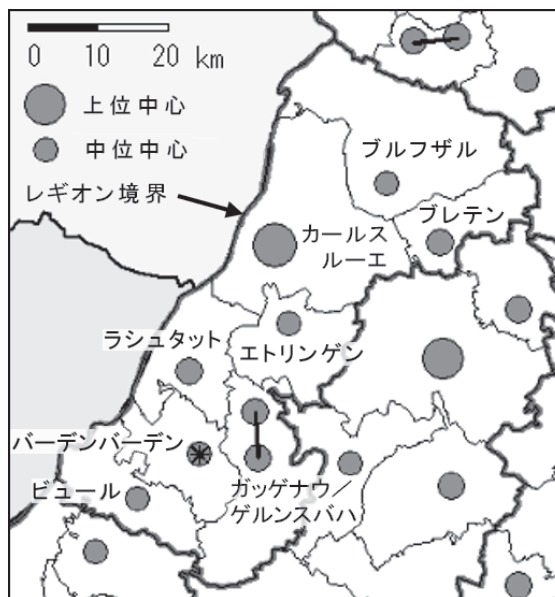 0 10 20 km
上位中心
中位中心
レギオン境界
ブルフザル
ブレテン
カールス
ルーエ
ラシュタット
エトリンゲン
バーデンバーデン
ビュール
ガッゲナウ／
ゲルンスバハ